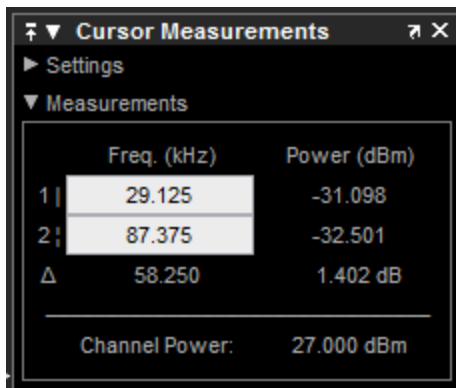 Cursor Measurements
Settings
Measurements
Freq. (kHz) Power (dBm)
1 | 29.125 -31.098
2 ¦ 87.375 -32.501
Δ 58.250 1.402 dB
Channel Power: 27.000 dBm